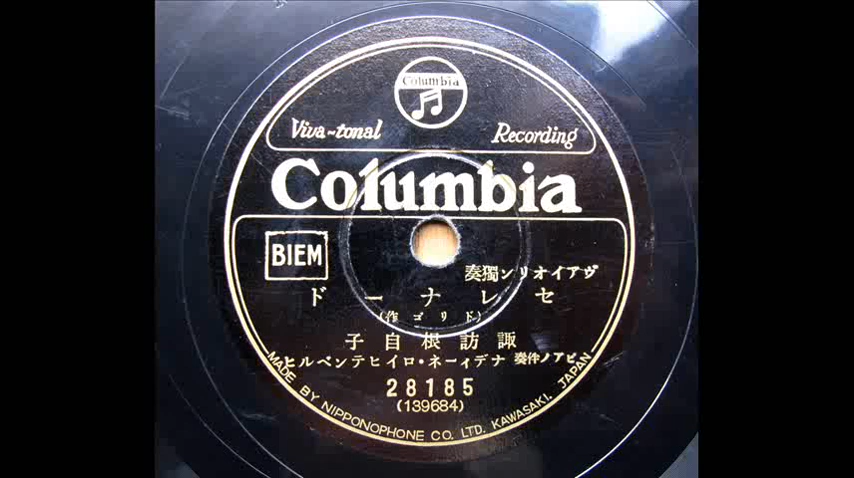 Columbia
Viva-tonal Recording
Columbia
BIEM
ヴアイオリン獨奏
セレナード
(ドリゴ作)
諏訪根自子
ピアノ伴奏 ナディーネ・ロイヒテンベルヒ
28185
(139684)
MADE BY NIPPONOPHONE CO. LTD. KAWASAKI, JAPAN